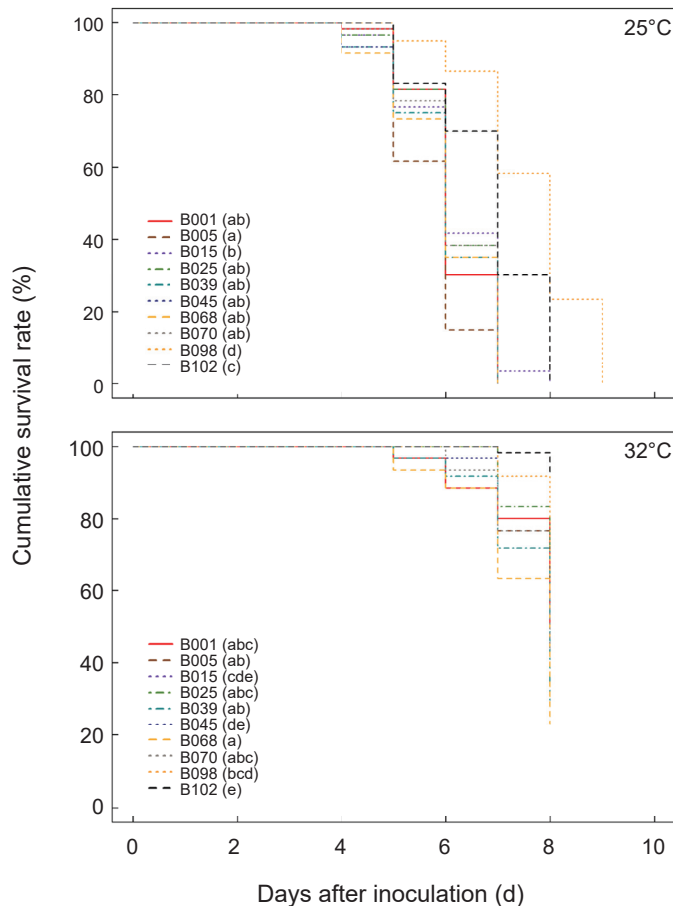 100
25°C
80
60
40
20
0
B001 (ab)
B005 (a)
B015 (b)
B025 (ab)
B039 (ab)
B045 (ab)
B068 (ab)
B070 (ab)
B098 (d)
B102 (c)
Cumulative survival rate (%)
100
32°C
80
60
40
20
0
B001 (abc)
B005 (ab)
B015 (cde)
B025 (abc)
B039 (ab)
B045 (de)
B068 (a)
B070 (abc)
B098 (bcd)
B102 (e)
0 2 4 6 8 10
Days after inoculation (d)